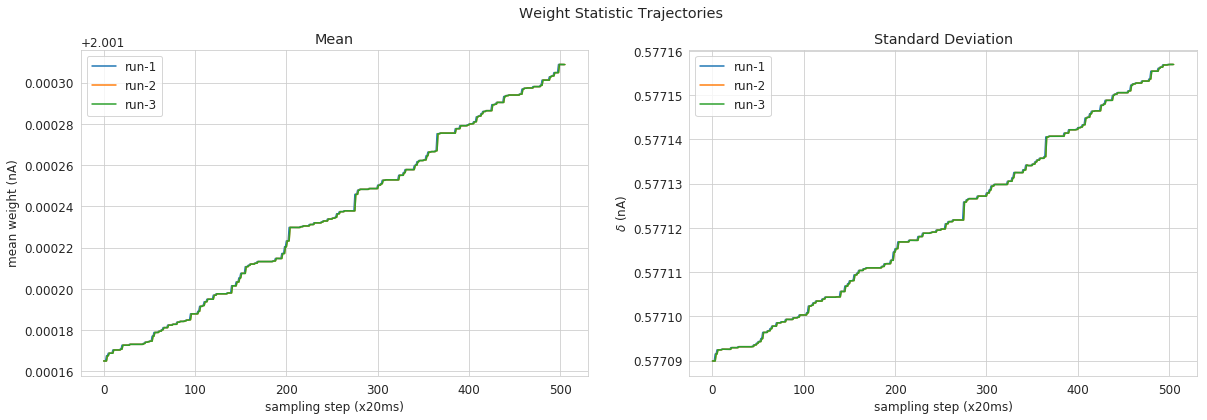 Weight Statistic Trajectories
Mean
+2.001
run-1
run-2
run-3
mean weight (nA)
0.00030
0.00028
0.00026
0.00024
0.00022
0.00020
0.00018
0.00016
0 100 200 300 400 500
sampling step (x20ms)
Standard Deviation
run-1
run-2
run-3
δ (nA)
0.57716
0.57715
0.57714
0.57713
0.57712
0.57711
0.57710
0.57709
0 100 200 300 400 500
sampling step (x20ms)